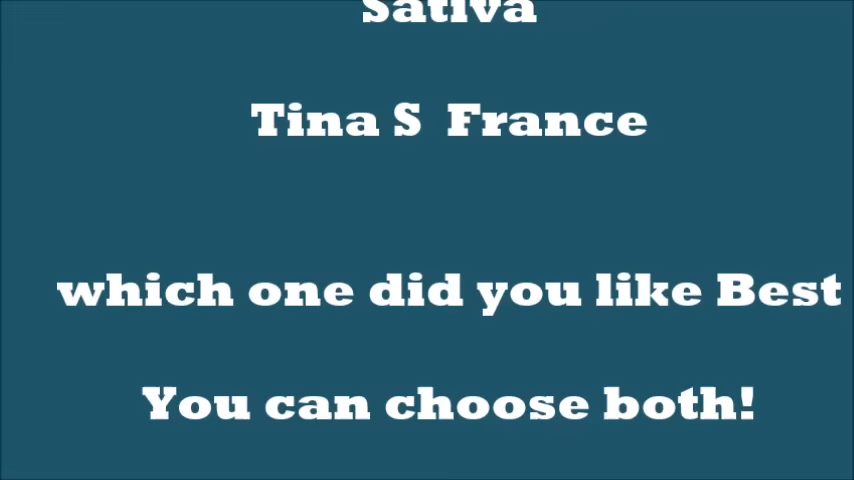 Sativa
Tina S France
which one did you like Best
You can choose both!